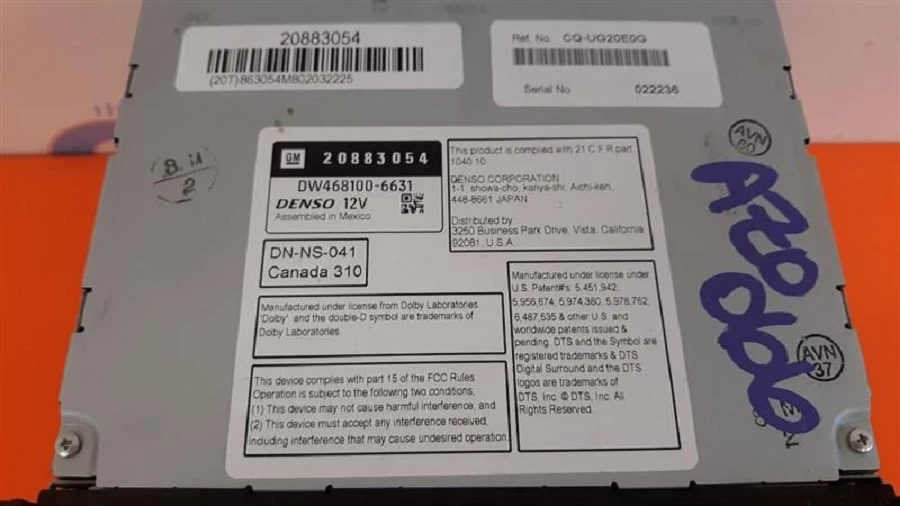 20883054
(20T)863054M802032225
Ref. No. CQ-UG20E0G
Serial No 022236
GM 20883054
DW468100-6631
DENSO 12V
Assembled in Mexico
This product is complied with 21 C.F.R.part
1040.10
DENSO CORPORATION
1-1, showa-cho, kariya-shi, Aichi-ken,
448-8661 JAPAN
Distributed by
3250 Business Park Drive, Vista, California
92081, U.S.A
DN-NS-041
Canada 310
Manufactured under license from Dolby Laboratories
'Dolby' and the double-D symbol are trademarks of
Dolby Laboratories
This device complies with part 15 of the FCC Rules
Operation is subject to the following two conditions;
(1) This device may not cause harmful interference, and
(2) This device must accept any interference received,
including interference that may cause undesired operation
Manufactured under license under
U.S. Patent#s: 5,451,942;
5,956,674; 5,974,380; 5,978,762;
6,487,535 & other U.S. and
worldwide patents issued &
pending. DTS and the Symbol are
registered trademarks & DTS
Digital Surround and the DTS
logos are trademarks of
DTS, Inc. © DTS, Inc. All
Rights Reserved
2
AVN
AVN
37